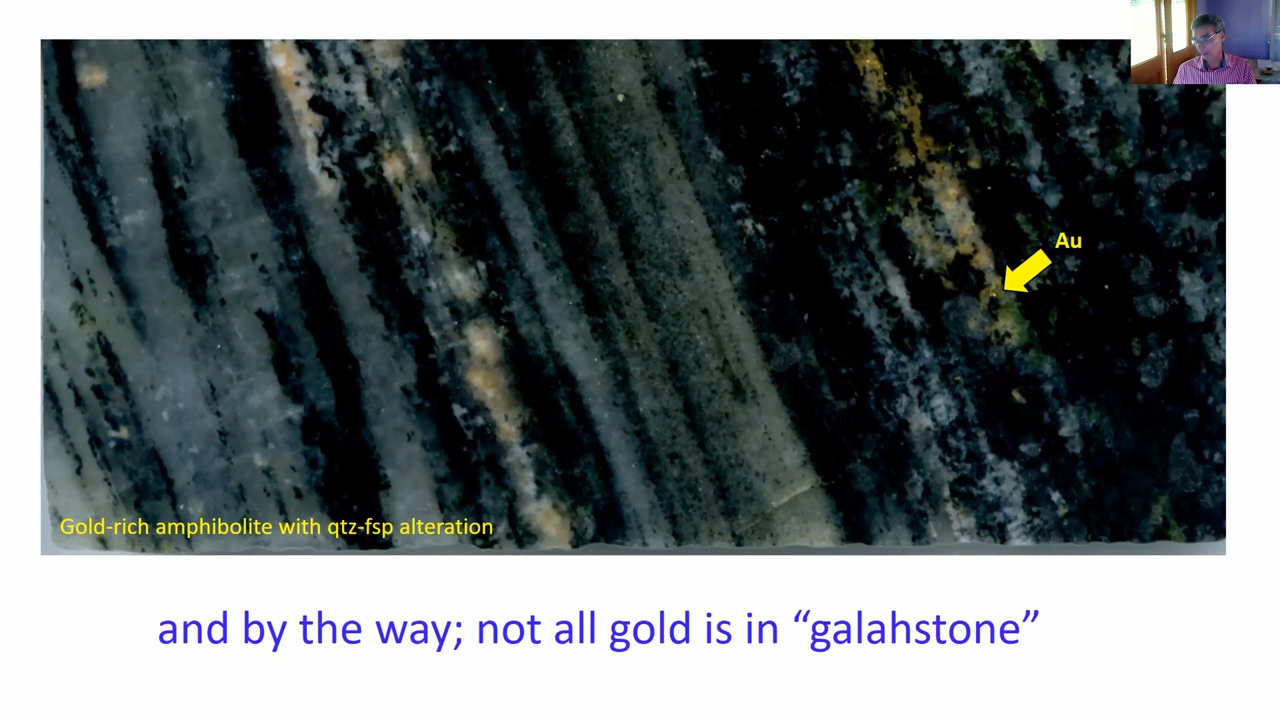 Au
Gold-rich amphibolite with qtz-fsp alteration
and by the way; not all gold is in “galahstone”